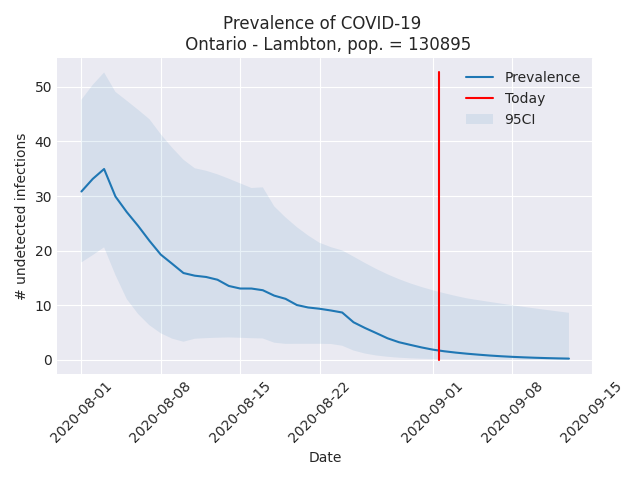 Prevalence of COVID-19
Ontario - Lambton, pop. = 130895
Prevalence
Today
95CI
50
40
30
20
10
0
# undetected infections
2020-08-01
2020-08-08
2020-08-15
2020-08-22
2020-09-01
2020-09-08
2020-09-15
Date